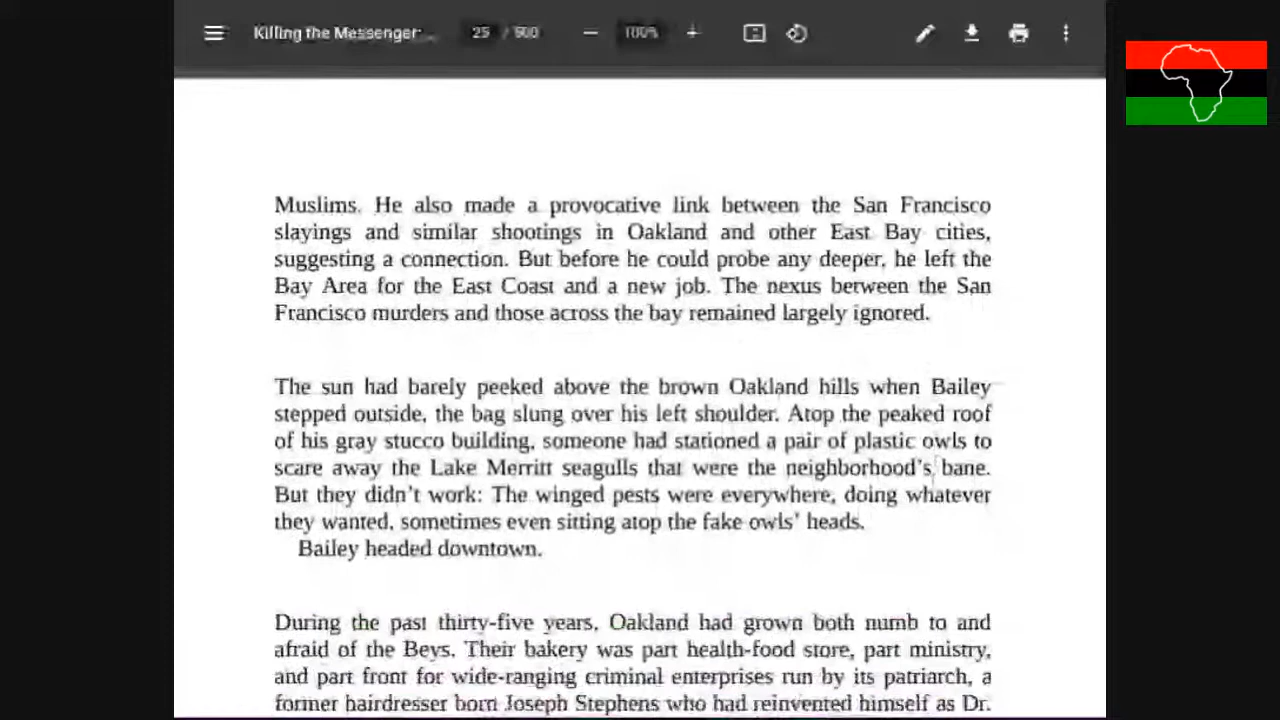 Killing the Messenger ...
25 / 500
100%
Muslims. He also made a provocative link between the San Francisco
slayings and similar shootings in Oakland and other East Bay cities,
suggesting a connection. But before he could probe any deeper, he left the
Bay Area for the East Coast and a new job. The nexus between the San
Francisco murders and those across the bay remained largely ignored.
The sun had barely peeked above the brown Oakland hills when Bailey
stepped outside, the bag slung over his left shoulder. Atop the peaked roof
of his gray stucco building, someone had stationed a pair of plastic owls to
scare away the Lake Merritt seagulls that were the neighborhood’s bane.
But they didn’t work: The winged pests were everywhere, doing whatever
they wanted, sometimes even sitting atop the fake owls’ heads.
Bailey headed downtown.
During the past thirty-five years, Oakland had grown both numb to and
afraid of the Beys. Their bakery was part health-food store, part ministry,
and part front for wide-ranging criminal enterprises run by its patriarch, a
former hairdresser born Joseph Stephens who had reinvented himself as Dr.